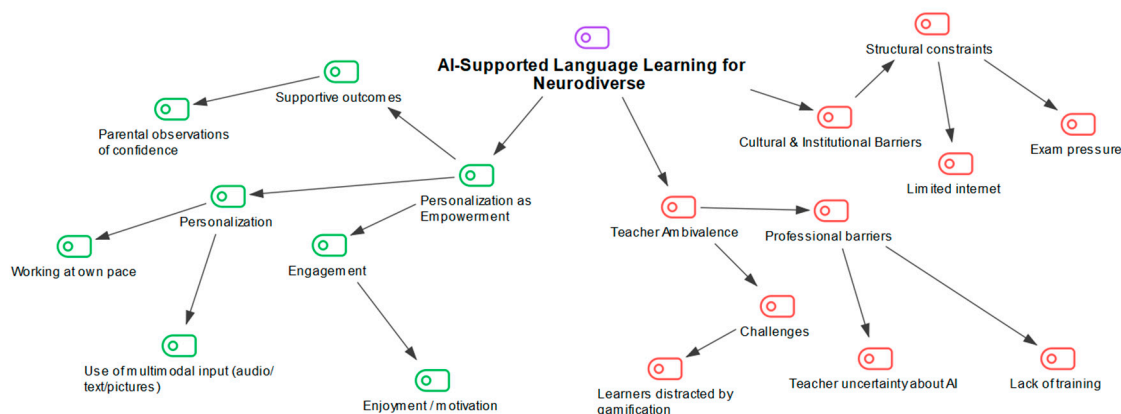 AI-Supported Language Learning for
Neurodiverse
Structural constraints
Supportive outcomes
Parental observations
of confidence
Cultural & Institutional Barriers
Exam pressure
Limited internet
Personalization as
Empowerment
Personalization
Teacher Ambivalence
Professional barriers
Working at own pace
Engagement
Challenges
Use of multimodal input (audio/
text/pictures)
Enjoyment / motivation
Learners distracted by
gamification
Teacher uncertainty about AI
Lack of training